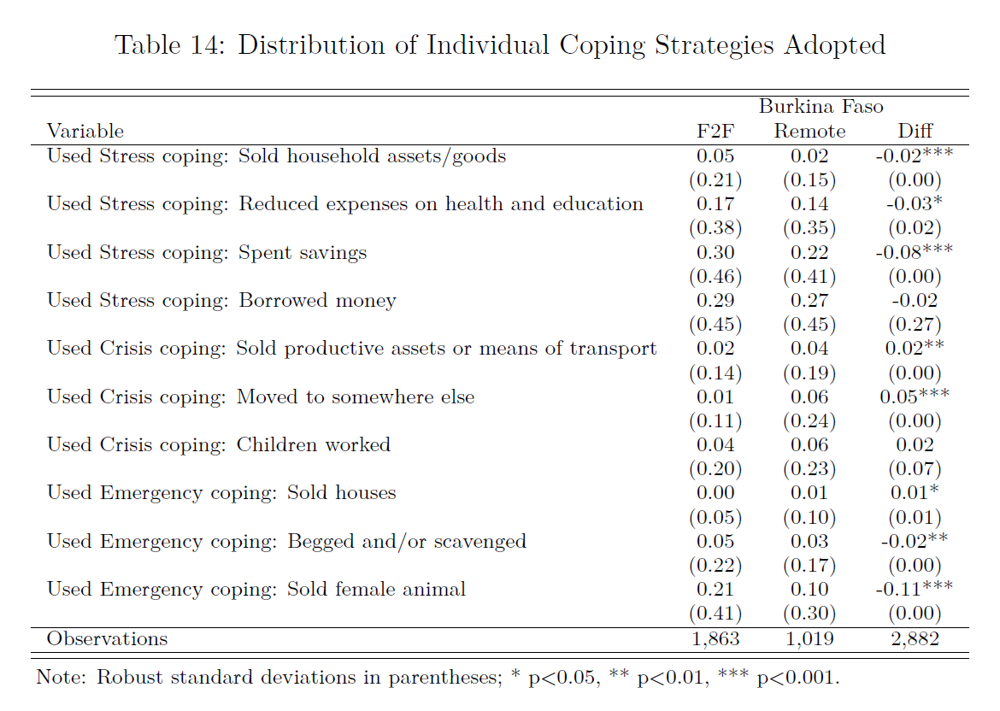 Table 14: Distribution of Individual Coping Strategies Adopted
Burkina Faso
Variable F2F Remote Diff
Used Stress coping: Sold household assets/goods 0.05 0.02 -0.02***
(0.21) (0.15) (0.00)
Used Stress coping: Reduced expenses on health and education 0.17 0.14 -0.03*
(0.38) (0.35) (0.02)
Used Stress coping: Spent savings 0.30 0.22 -0.08***
(0.46) (0.41) (0.00)
Used Stress coping: Borrowed money 0.29 0.27 -0.02
(0.45) (0.45) (0.27)
Used Crisis coping: Sold productive assets or means of transport 0.02 0.04 0.02**
(0.14) (0.19) (0.00)
Used Crisis coping: Moved to somewhere else 0.01 0.06 0.05***
(0.11) (0.24) (0.00)
Used Crisis coping: Children worked 0.04 0.06 0.02
(0.20) (0.23) (0.07)
Used Emergency coping: Sold houses 0.00 0.01 0.01*
(0.05) (0.10) (0.01)
Used Emergency coping: Begged and/or scavenged 0.05 0.03 -0.02**
(0.22) (0.17) (0.00)
Used Emergency coping: Sold female animal 0.21 0.10 -0.11***
(0.41) (0.30) (0.00)
Observations 1,863 1,019 2,882
Note: Robust standard deviations in parentheses; * p<0.05, ** p<0.01, *** p<0.001.